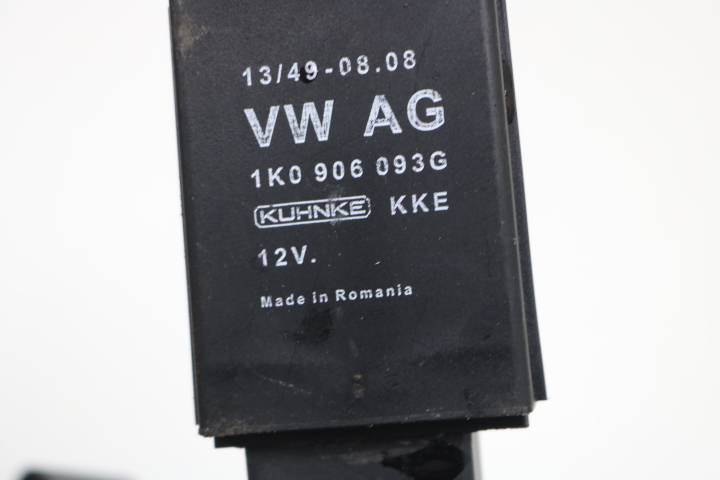 13/49-08.08
VW AG
1K0 906 093G
KUHNKE KKE
12V.
Made in Romania